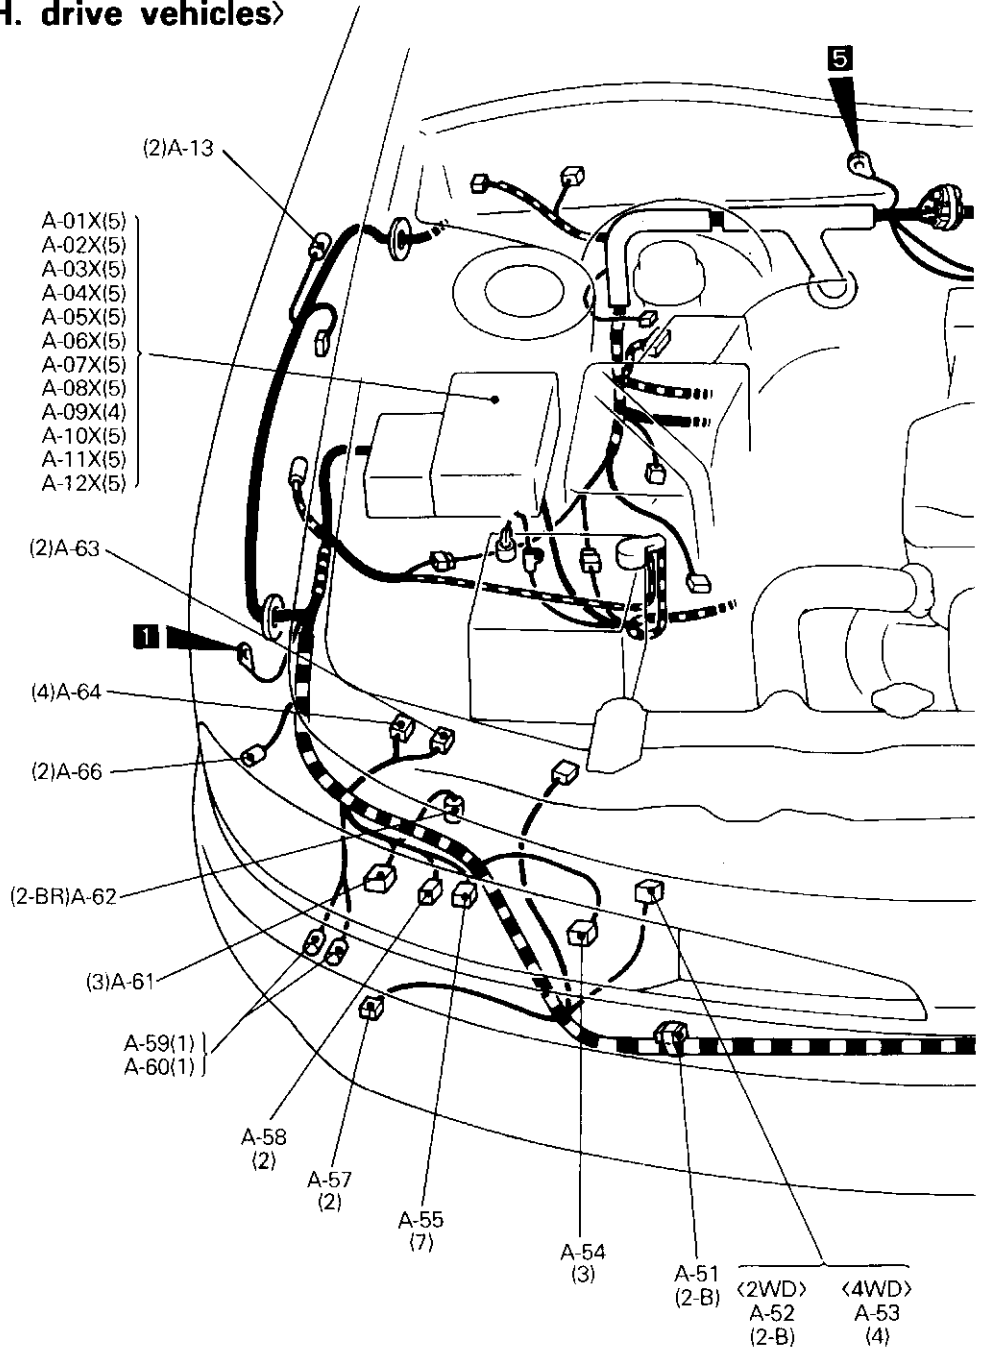 H. drive vehicles〉
5
(2)A-13
A-01X(5)
A-02X(5)
A-03X(5)
A-04X(5)
A-05X(5)
A-06X(5)
A-07X(5)
A-08X(5)
A-09X(4)
A-10X(5)
A-11X(5)
A-12X(5)
(2)A-63
1
(4)A-64
(2)A-66
(2-BR)A-62
(3)A-61
A-59(1)
A-60(1)
A-58
(2)
A-57
(2)
A-55
(7)
A-54
(3)
A-51
(2-B)
〈2WD〉
A-52
(2-B)
〈4WD〉
A-53
(4)